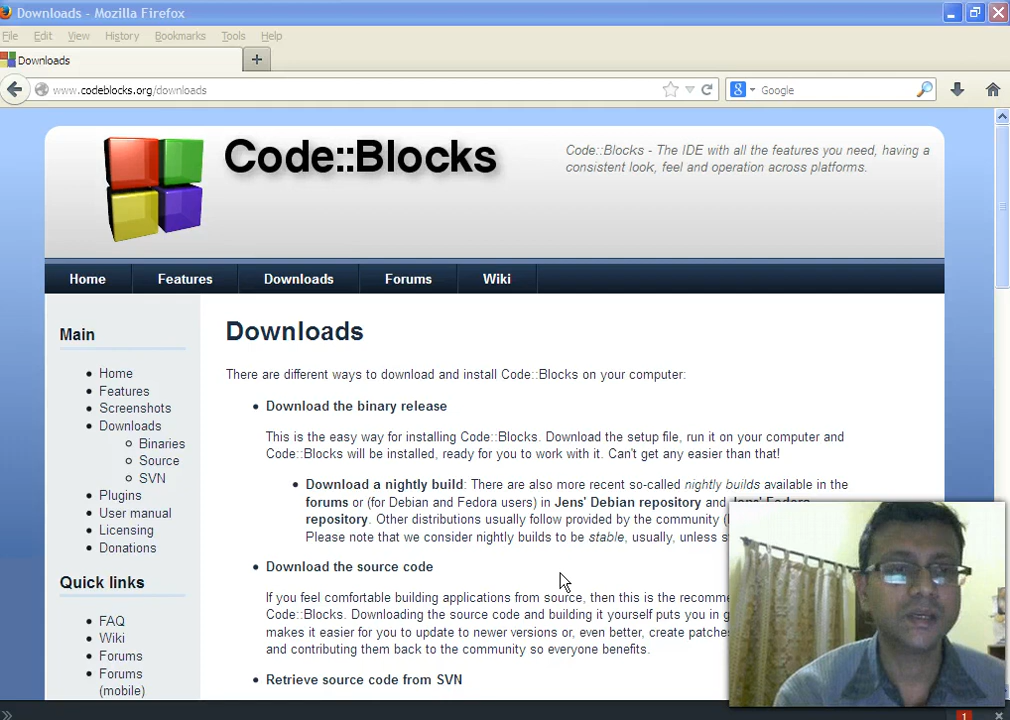 Downloads - Mozilla Firefox
File Edit View History Bookmarks Tools Help
Downloads
www.codeblocks.org/downloads
Google
Code::Blocks
Code::Blocks - The IDE with all the features you need, having a
consistent look, feel and operation across platforms.
Home Features Downloads Forums Wiki
Main
Home
Features
Screenshots
Downloads
Binaries
Source
SVN
Plugins
User manual
Licensing
Donations
Quick links
FAQ
Wiki
Forums
Forums
(mobile)
Downloads
There are different ways to download and install Code::Blocks on your computer:
Download the binary release
This is the easy way for installing Code::Blocks. Download the setup file, run it on your computer and
Code::Blocks will be installed, ready for you to work with it. Can't get any easier than that!
Download a nightly build: There are also more recent so-called nightly builds available in the
forums or (for Debian and Fedora users) in Jens' Debian repository and Jens' Fedora
repository. Other distributions usually follow provided by the community (
Please note that we consider nightly builds to be stable, usually, unless
Download the source code
If you feel comfortable building applications from source, then this is the
Code::Blocks. Downloading the source code and building it yourself puts you in
makes it easier for you to update to newer versions or, even better, create
and contributing them back to the community so everyone benefits.
Retrieve source code from SVN
1